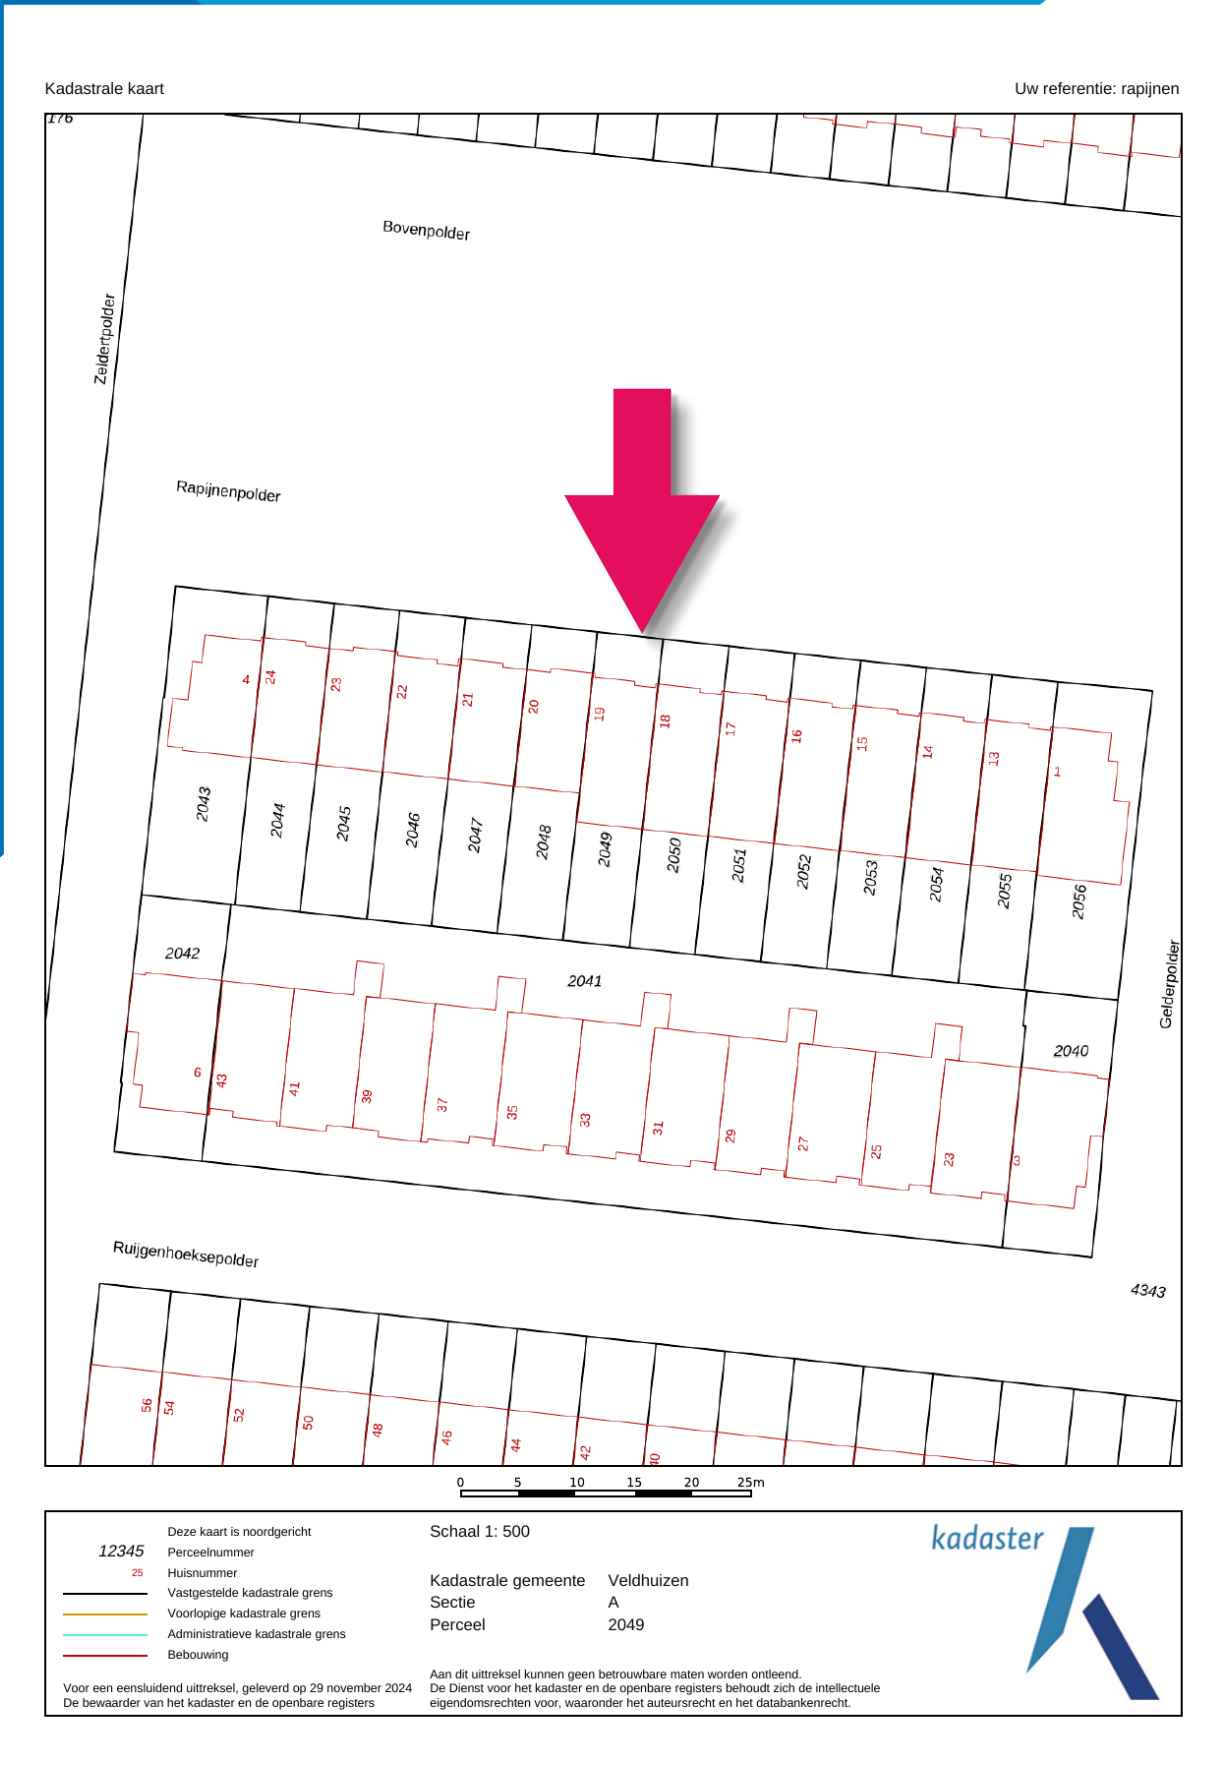 Kadastrale kaart
Uw referentie: rapijnen
176
Bovenpolder
Zeldertpolder
Rapijnenpolder
4
24
23
22
21
20
19
18
17
16
15
14
13
1
2043
2044
2045
2046
2047
2048
2049
2050
2051
2052
2053
2054
2055
2056
2042
2041
2040
Gelderpolder
6
43
41
39
37
35
33
31
29
27
25
23
3
Ruijgenhoeksepolder
4343
56
54
52
50
48
46
44
42
40
0 5 10 15 20 25m
Deze kaart is noordgericht
12345 Perceelnummer
25 Huisnummer
Vastgestelde kadastrale grens
Voorlopige kadastrale grens
Administratieve kadastrale grens
Bebouwing
Voor een eensluidend uittreksel, geleverd op 29 november 2024
De bewaarder van het kadaster en de openbare registers
Schaal 1: 500
Kadastrale gemeente Veldhuizen
Sectie A
Perceel 2049
Aan dit uittreksel kunnen geen betrouwbare maten worden ontleend.
De Dienst voor het kadaster en de openbare registers behoudt zich de intellectuele
eigendomsrechten voor, waaronder het auteursrecht en het databankenrecht.
kadaster